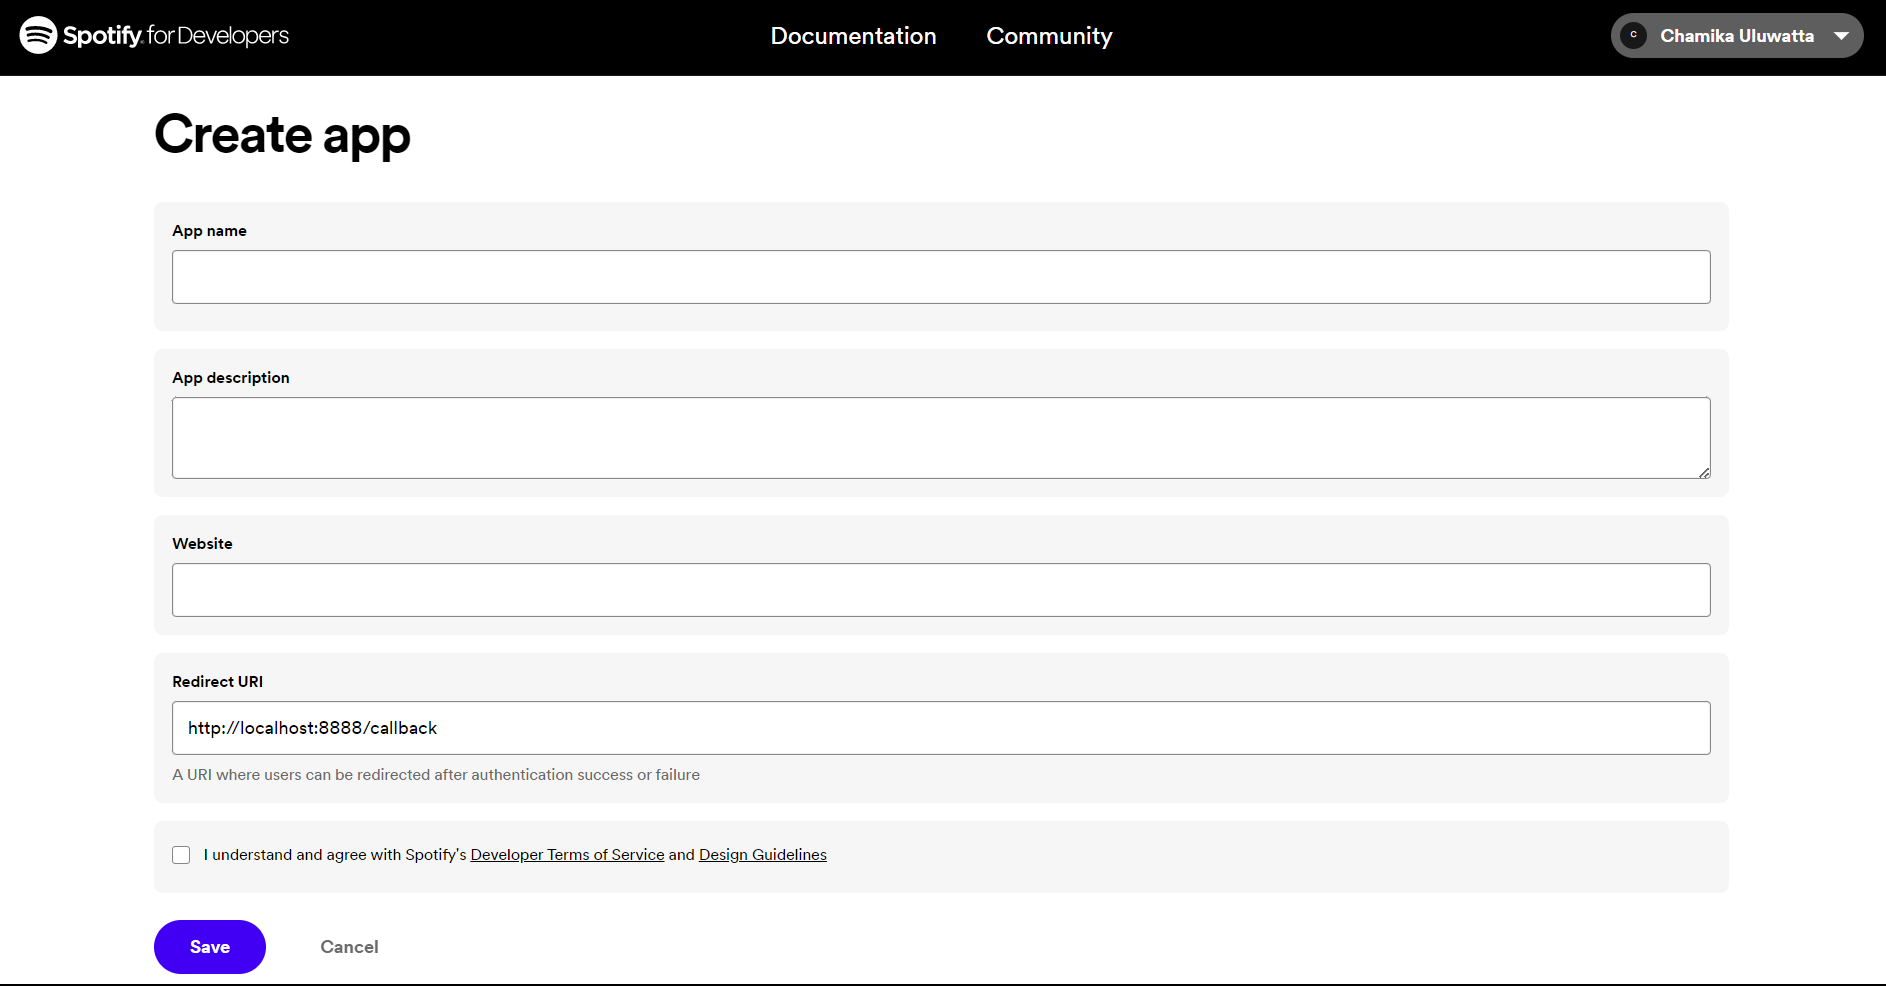 Spotify for Developers
Documentation
Community
C
Chamika Uluwatta
Create app
App name
App description
Website
Redirect URI
http://localhost:8888/callback
A URI where users can be redirected after authentication success or failure
I understand and agree with Spotify's Developer Terms of Service and Design Guidelines
Save
Cancel